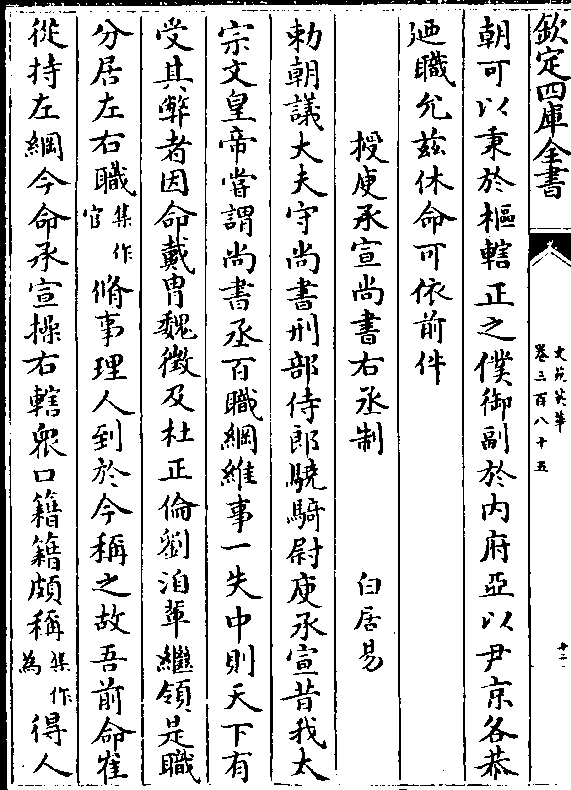 欽定四庫全書
文苑英華
卷三百八十五
十二
朝可以秉於樞轄正之僕御副於内府亞以尹京各恭
廼職允兹休命可依前件
授庾承宣尚書右丞制
白居易
勅朝議大夫守尚書刑部侍郎驍騎尉庾承宣昔我太
宗文皇帝嘗謂尚書丞百職綱維事一失中則天下有
受其弊者因命戴胄魏徴及杜正倫劉洎軰繼領是職
分居左右職集作官脩事理人到於今稱之故吾前命崔
從持左綱今命承宣操右轄衆口籍籍頗稱集作為得人